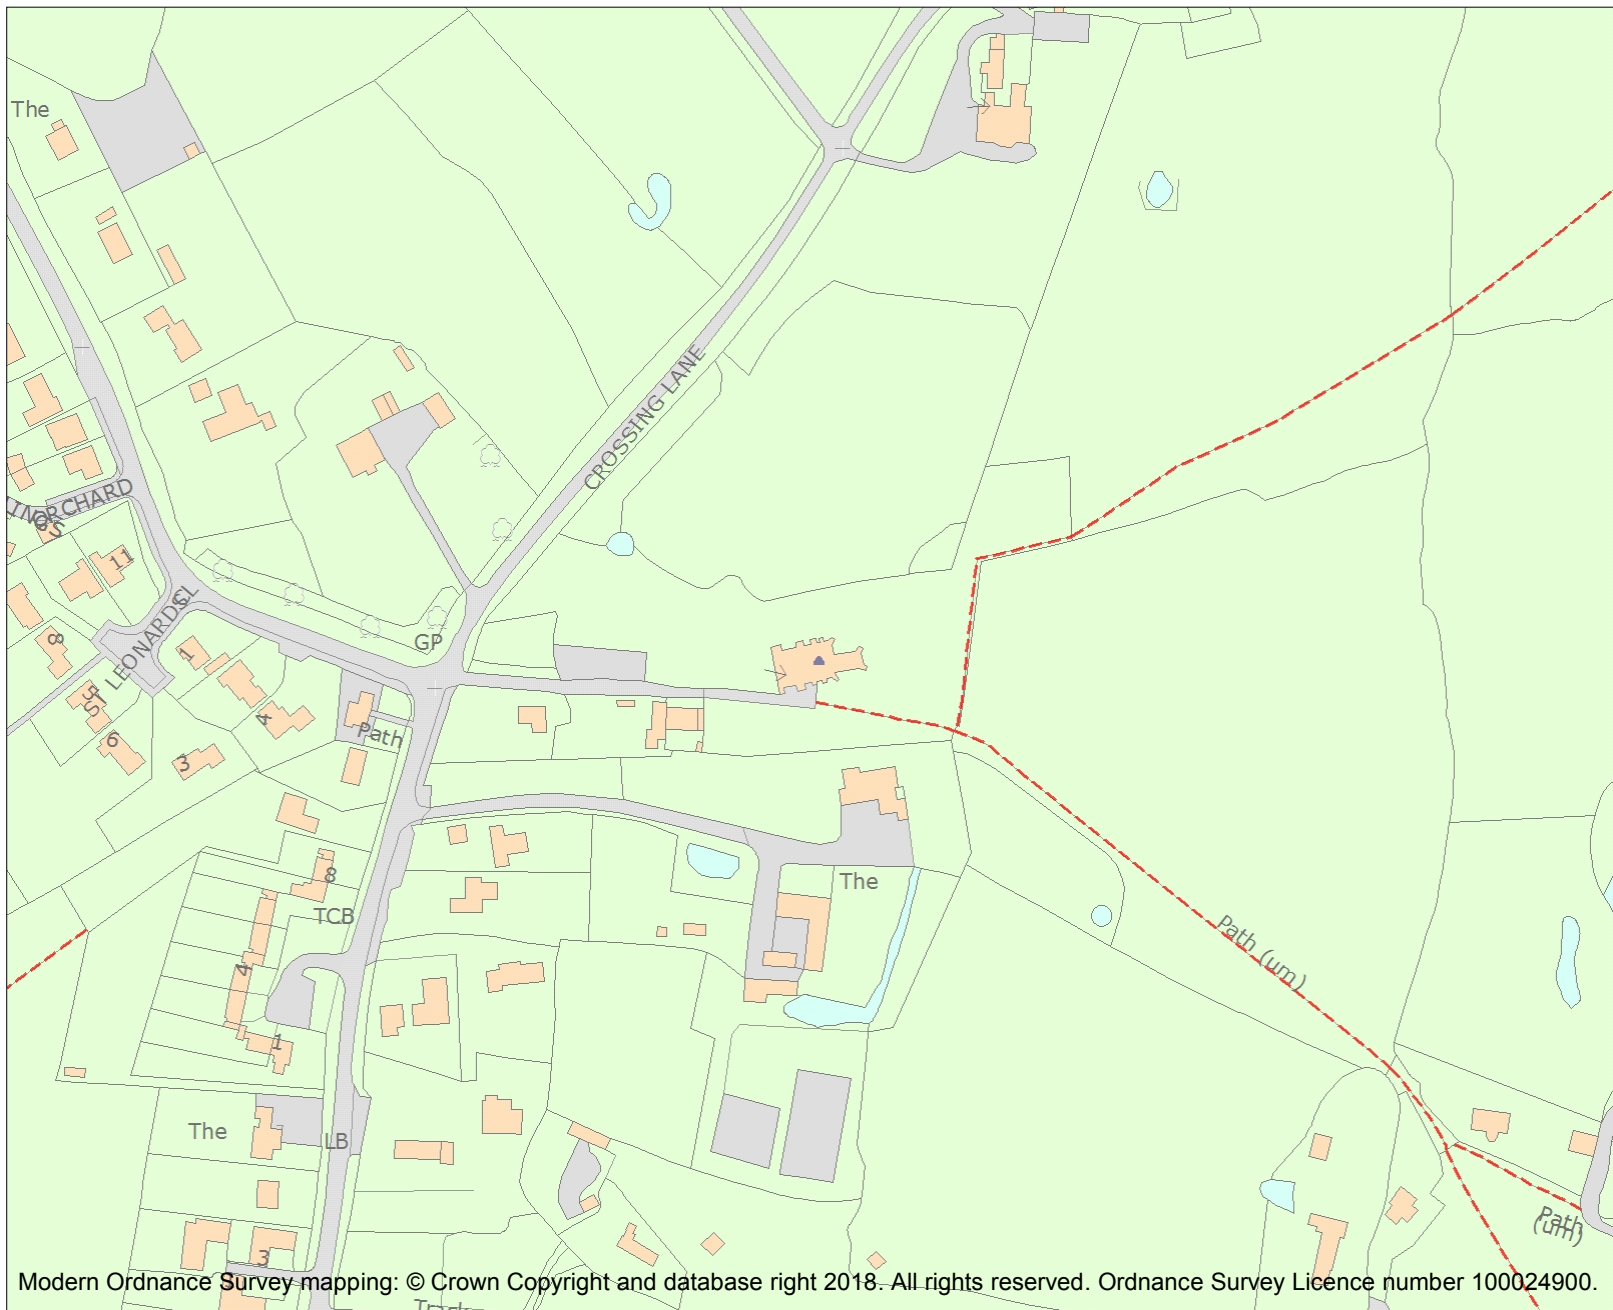 The
CROSSING LANE
ORCHARD
11
ST LEONARDS CL
8
1
GP
5
4
6
3
Path
The
8
TCB
4
Path (um)
1
The
LB
Path
(um)
3
Modern Ordnance Survey mapping: © Crown Copyright and database right 2018. All rights reserved. Ordnance Survey Licence number 100024900.